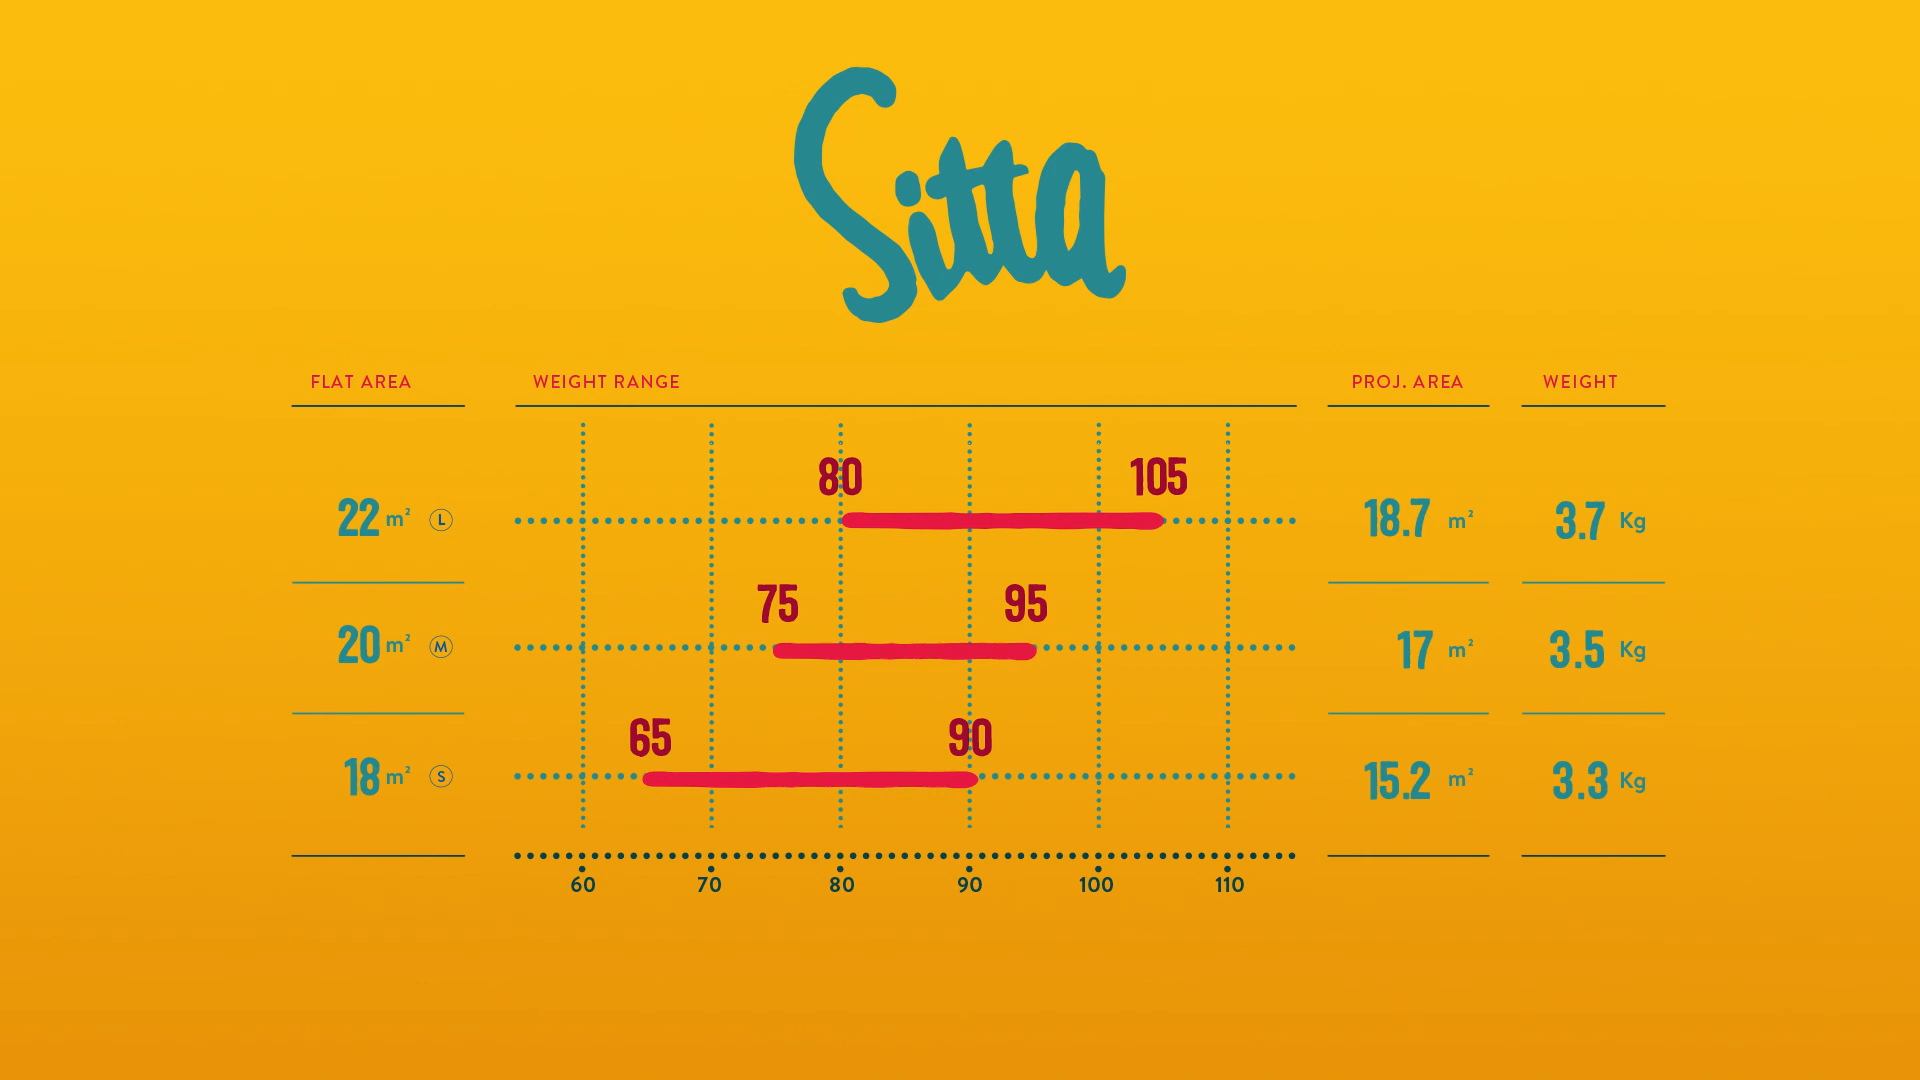 Sitta
FLAT AREA WEIGHT RANGE PROJ. AREA WEIGHT
80 105
22 m² L 18.7 m² 3.7 Kg
75 95
20 m² M 17 m² 3.5 Kg
65 90
18 m² S 15.2 m² 3.3 Kg
60 70 80 90 100 110